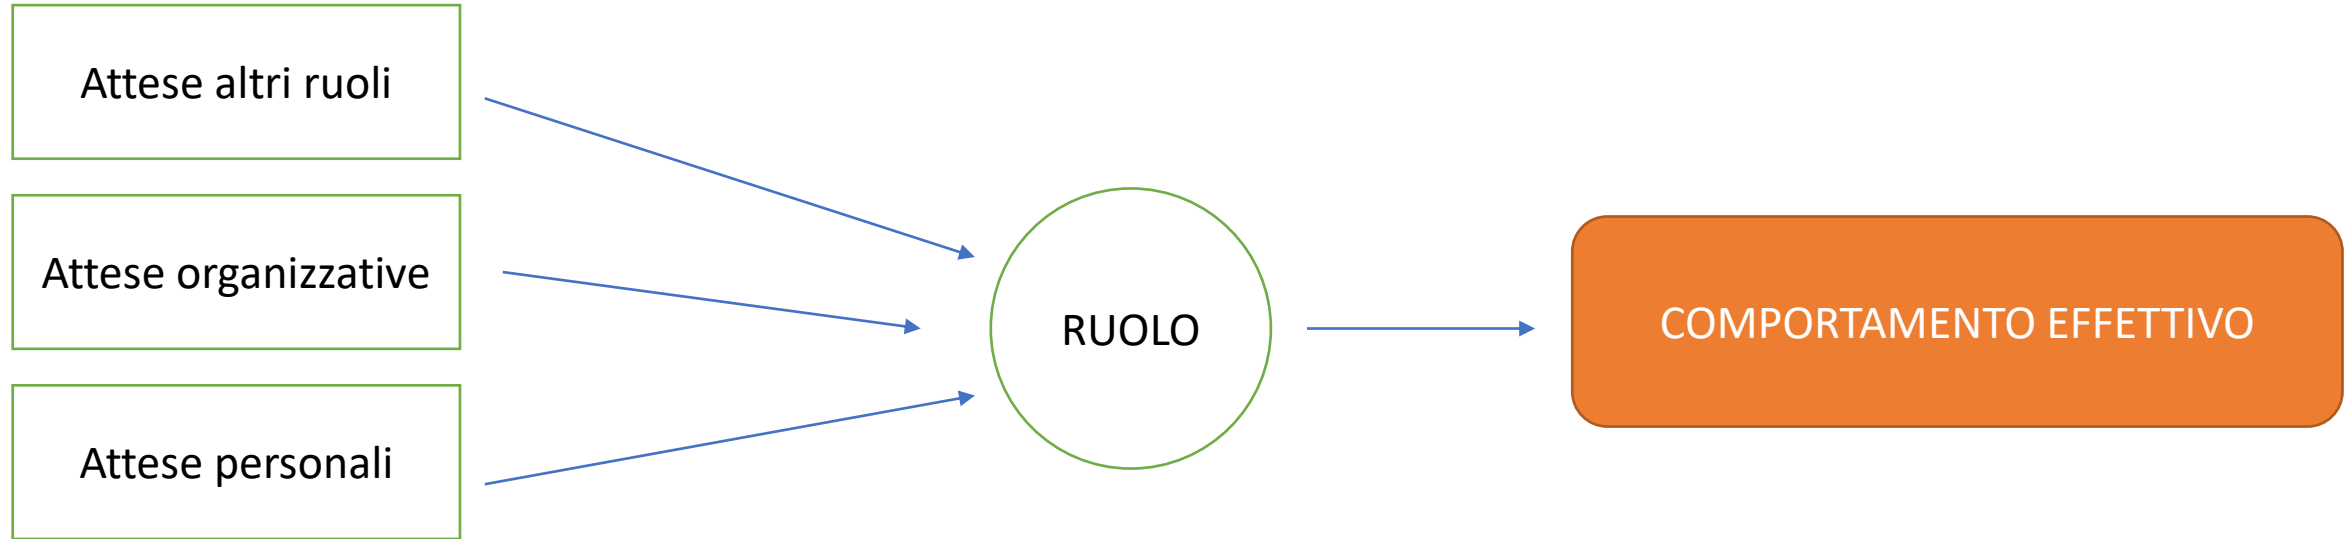 Attese altri ruoli
Attese organizzative
Attese personali
RUOLO
COMPORTAMENTO EFFETTIVO